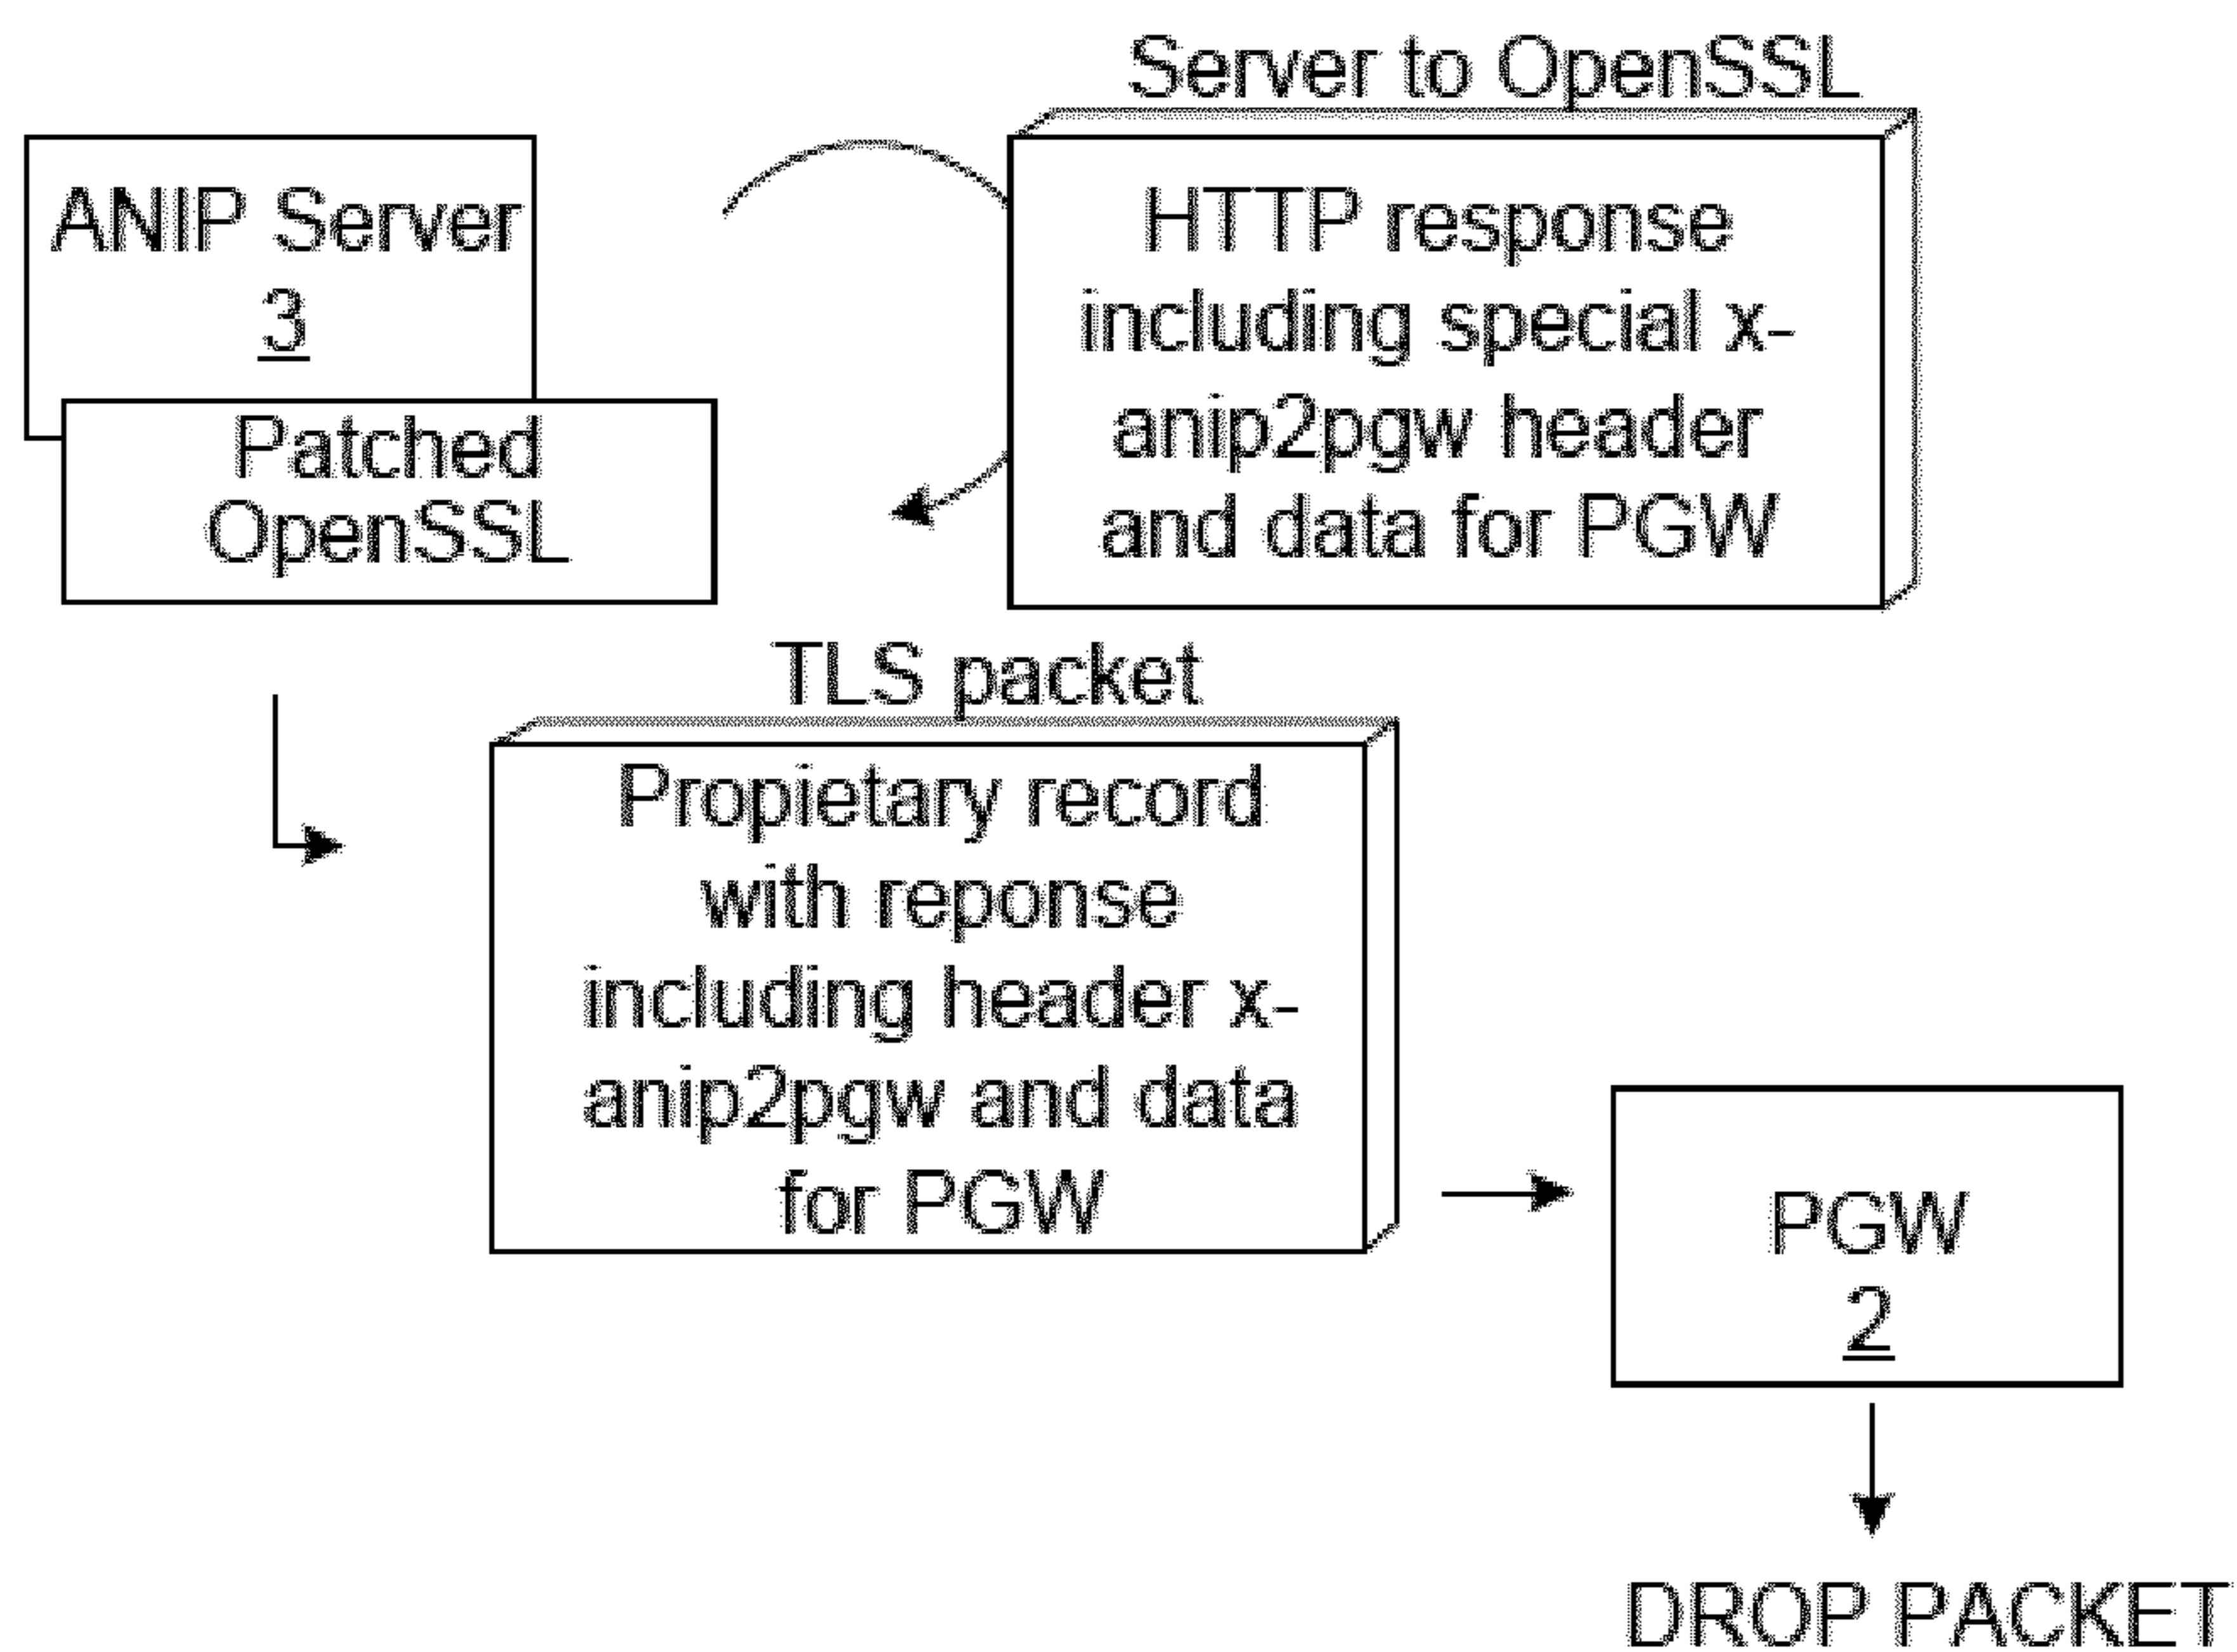 Server to OpenSSL
ANIP Server
3
Patched
OpenSSL
HTTP response
including special x-
anip2pgw header
and data for PGW
TLS packet
Propietary record
with reponse
including header x-
anip2pgw and data
for PGW
PGW
2
DROP PACKET